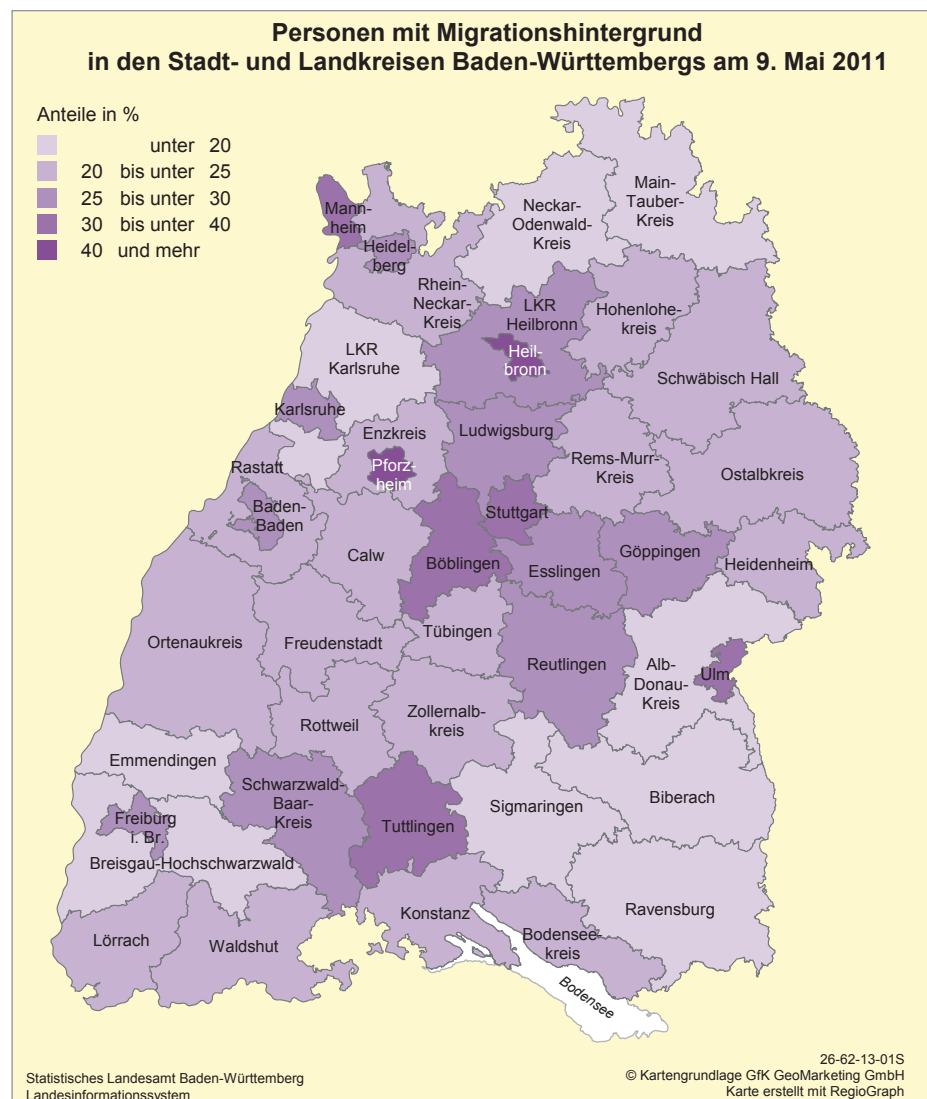 Personen mit Migrationshintergrund
in den Stadt- und Landkreisen Baden-Württembergs am 9. Mai 2011
Anteile in %
unter 20
20 bis unter 25
25 bis unter 30
30 bis unter 40
40 und mehr
Main-
Tauber-
Kreis
Neckar-
Odenwald-
Kreis
Mann-
heim
Heidel-
berg
Rhein-
Neckar-
Kreis
LKR
Heilbronn
Hohenlohe-
kreis
Heil-
bronn
LKR
Karlsruhe
Schwäbisch Hall
Karlsruhe
Enzkreis
Ludwigsburg
Pforz-
heim
Rems-Murr-
Kreis
Ostalbkreis
Rastatt
Baden-
Baden
Stuttgart
Calw
Böblingen
Esslingen
Göppingen
Heidenheim
Ortenaukreis
Freudenstadt
Tübingen
Reutlingen
Alb-
Donau-
Kreis
Ulm
Rottweil
Zollernalb-
kreis
Emmendingen
Schwarzwald-
Baar-
Kreis
Tuttlingen
Sigmaringen
Biberach
Freiburg
i. Br.
Breisgau-Hochschwarzwald
Lörrach
Waldshut
Konstanz
Bodensee-
kreis
Ravensburg
Bodensee
26-62-13-01S
Statistisches Landesamt Baden-Württemberg
Landesinformationssystem
© Kartengrundlage GfK GeoMarketing GmbH
Karte erstellt mit RegioGraph